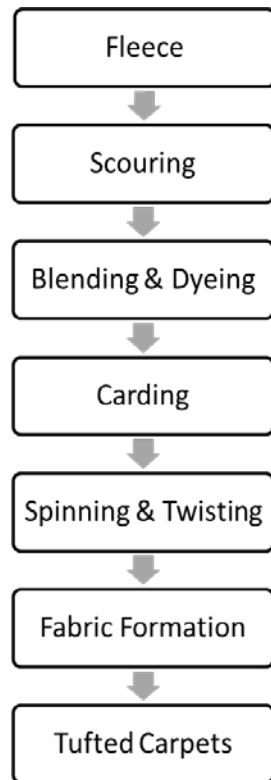 Fleece
Scouring
Blending & Dyeing
Carding
Spinning & Twisting
Fabric Formation
Tufted Carpets